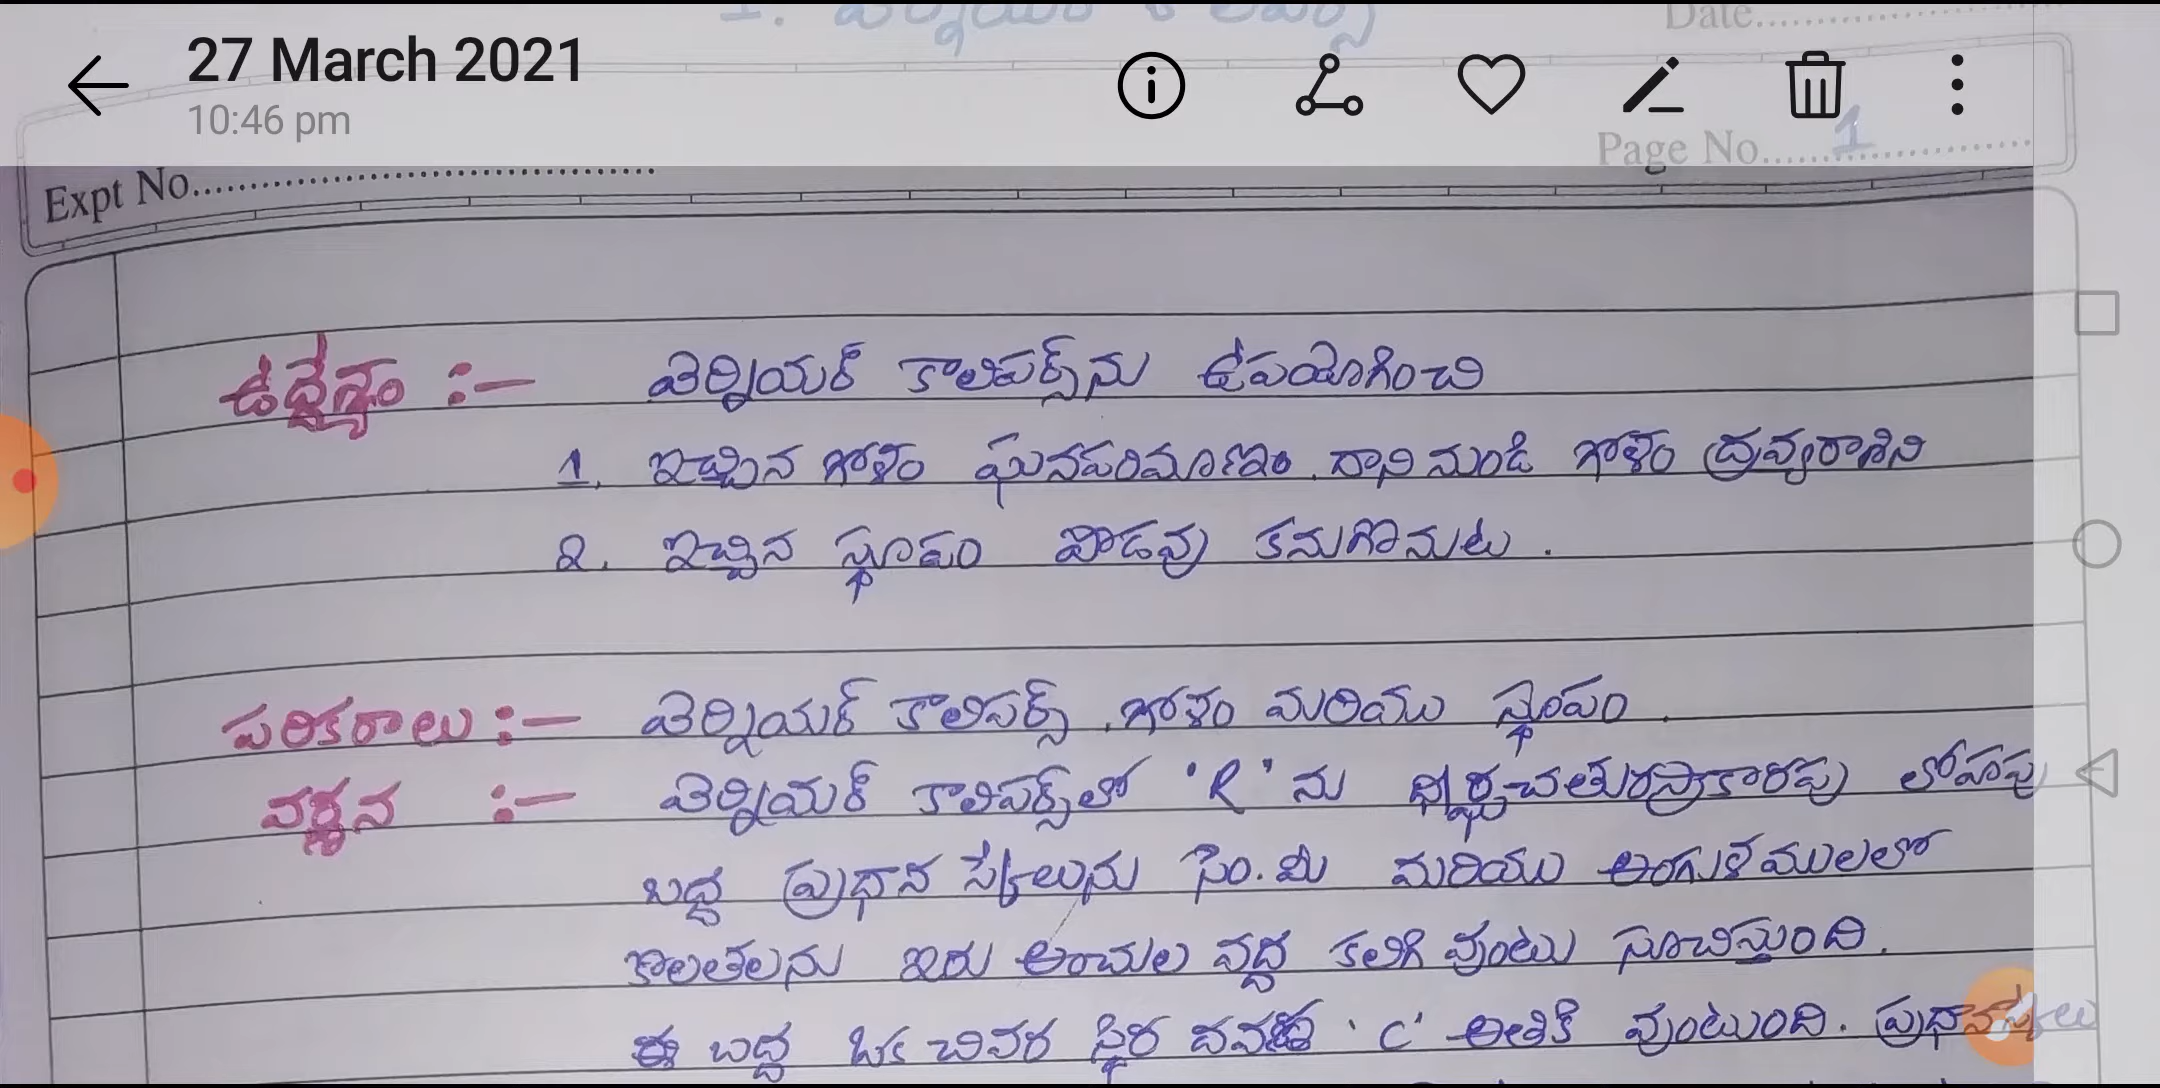 27 March 2021
10:46 pm
Date
Page No. 1
Expt No.
ఉద్దేశ్యం :- వెర్నియర్ కాలిపర్స్‌ను ఉపయోగించి
1. ఇచ్చిన గోళం ఘనపరిమాణం. దాని నుండి గోళం ద్రవ్యరాశిని
2. ఇచ్చిన స్థూపం పొడవు కనుగొనుట.
పరికరాలు :- వెర్నియర్ కాలిపర్స్, గోళం మరియు స్థూపం.
వర్ణన :- వెర్నియర్ కాలిపర్స్‌లో 'R' ను దీర్ఘచతురస్రాకారపు లోహపు
బద్ద ప్రధాన స్కేలును సెం.మీ మరియు అంగుళములలో
కొలతలను ఇరు అంచుల వద్ద కలిగి వుంటు సూచిస్తుంది.
ఈ బద్ద ఒక చివర స్థిర దవడ 'C' అతికి వుంటుంది. ప్రధానస్కేలు